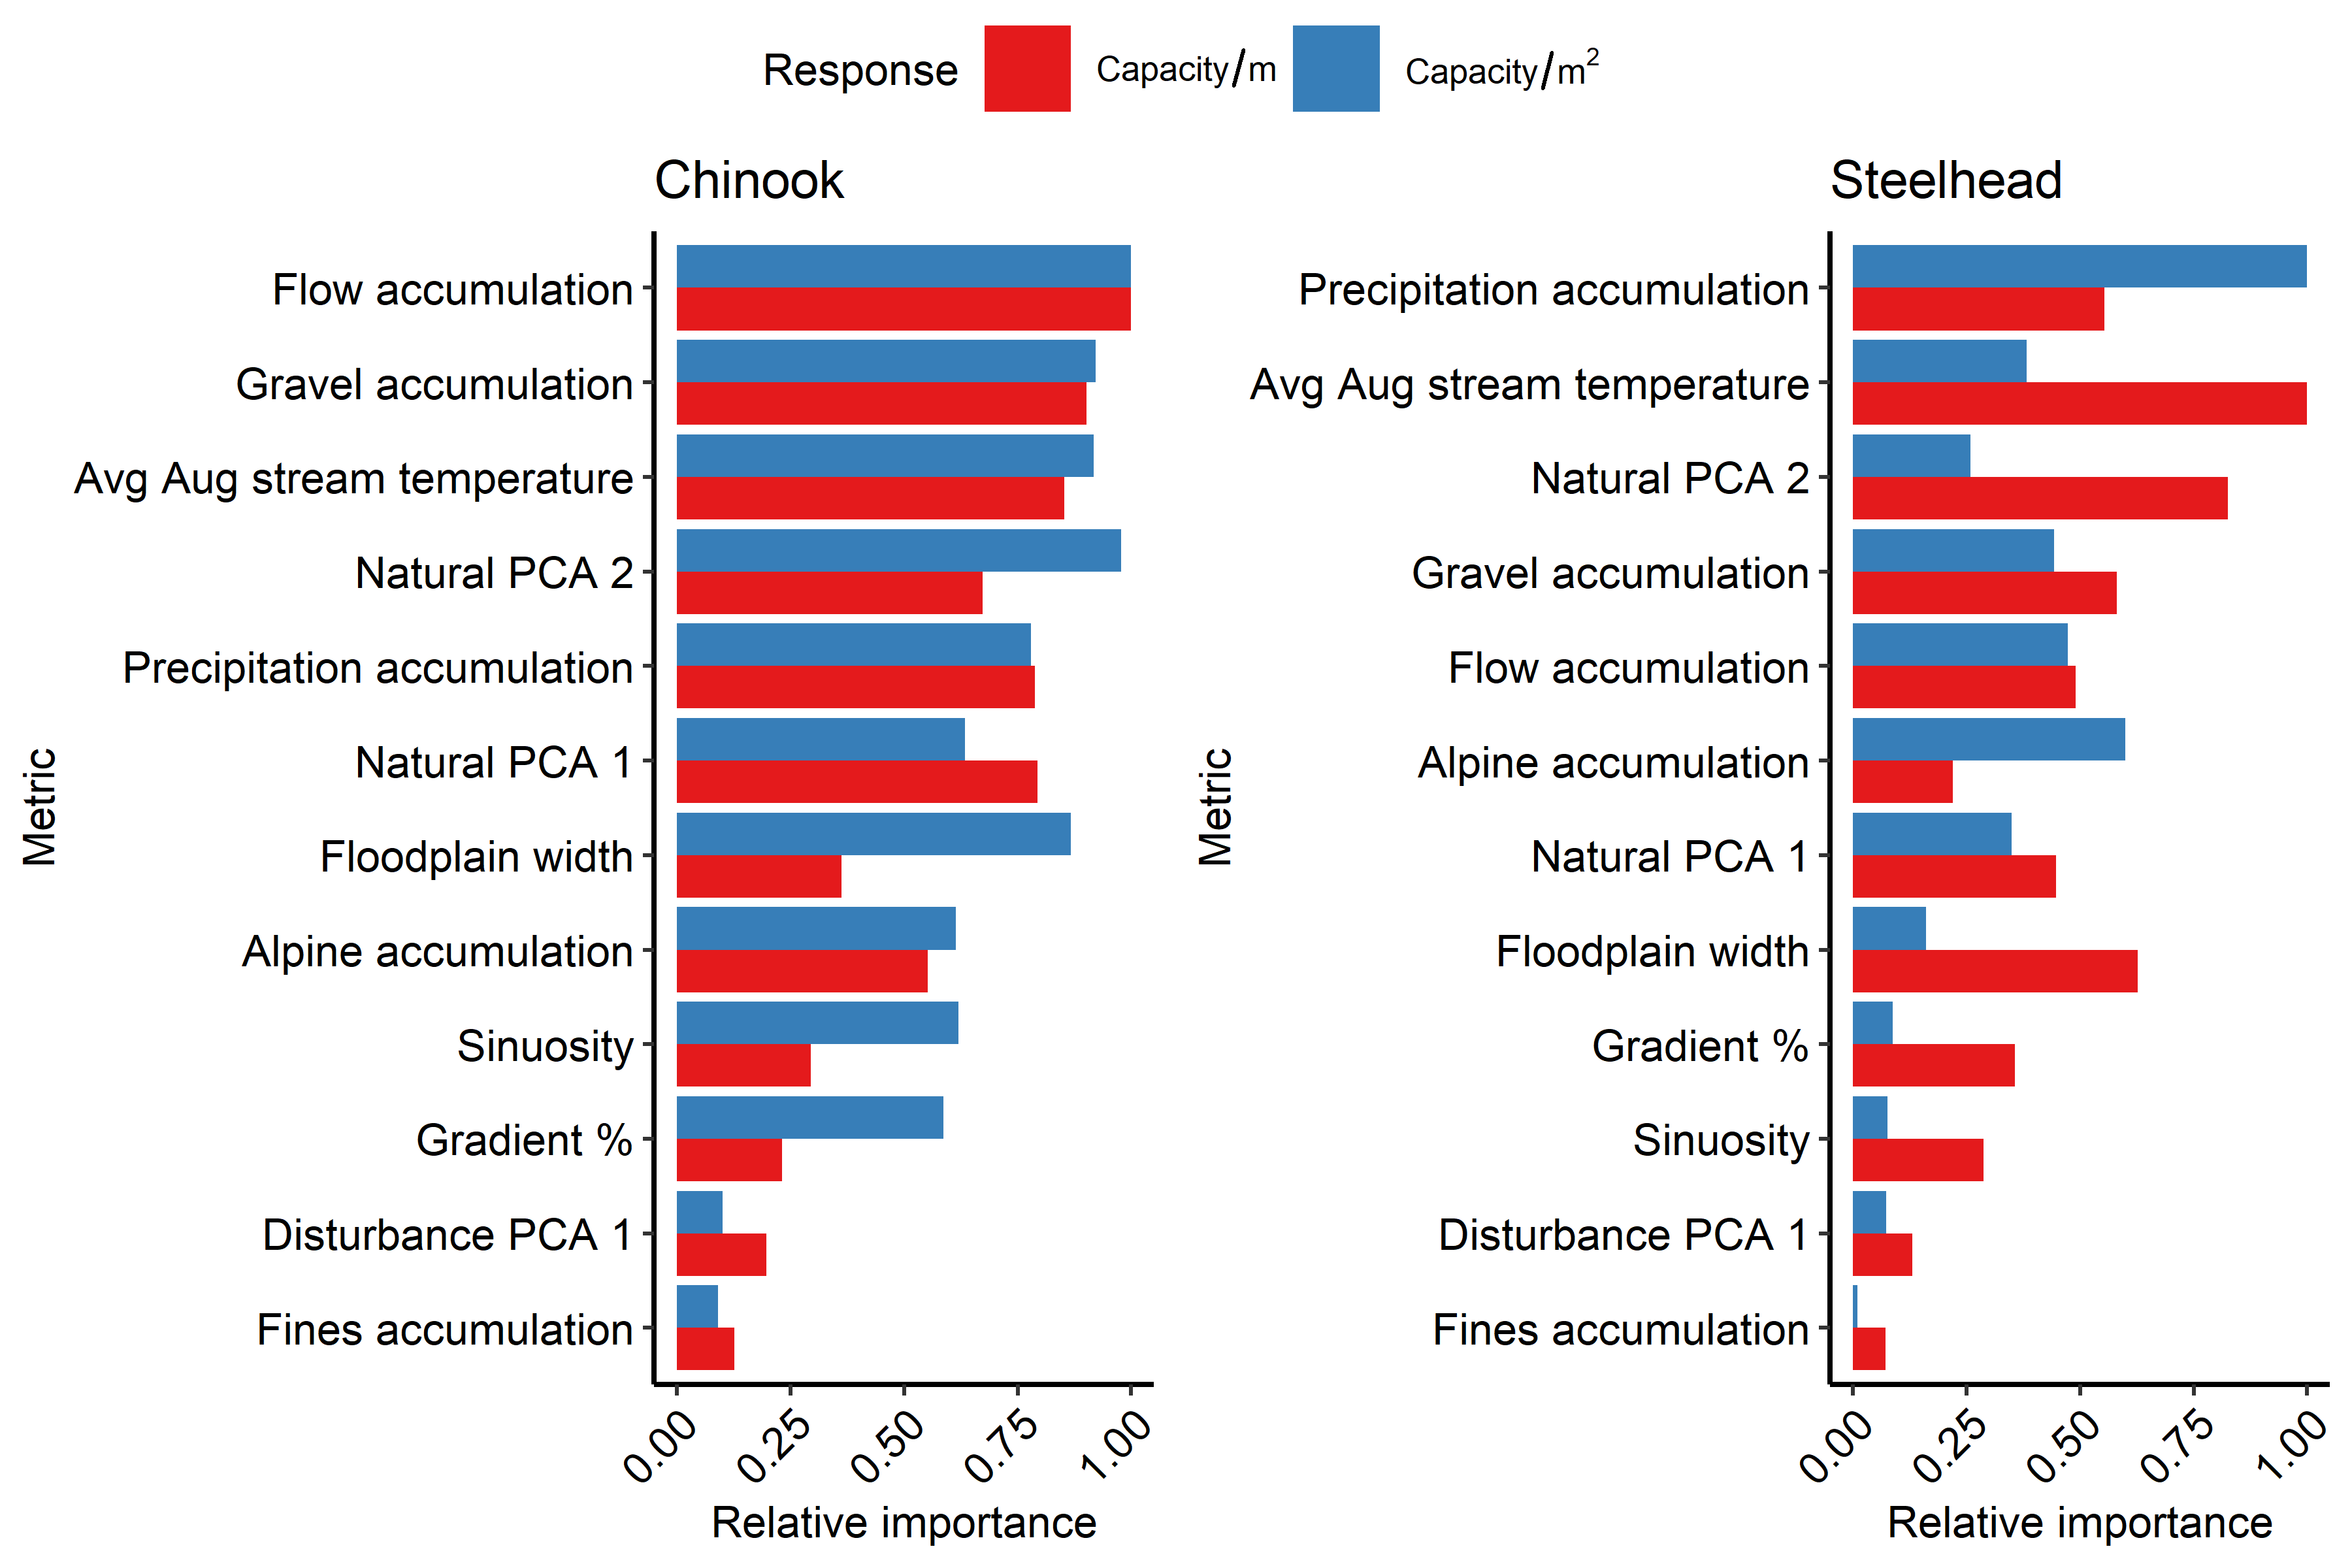 Response Capacity/m Capacity/m²
Chinook
Metric
Flow accumulation
Gravel accumulation
Avg Aug stream temperature
Natural PCA 2
Precipitation accumulation
Natural PCA 1
Floodplain width
Alpine accumulation
Sinuosity
Gradient %
Disturbance PCA 1
Fines accumulation
0.00 0.25 0.50 0.75 1.00
Relative importance
Steelhead
Metric
Precipitation accumulation
Avg Aug stream temperature
Natural PCA 2
Gravel accumulation
Flow accumulation
Alpine accumulation
Natural PCA 1
Floodplain width
Gradient %
Sinuosity
Disturbance PCA 1
Fines accumulation
0.00 0.25 0.50 0.75 1.00
Relative importance